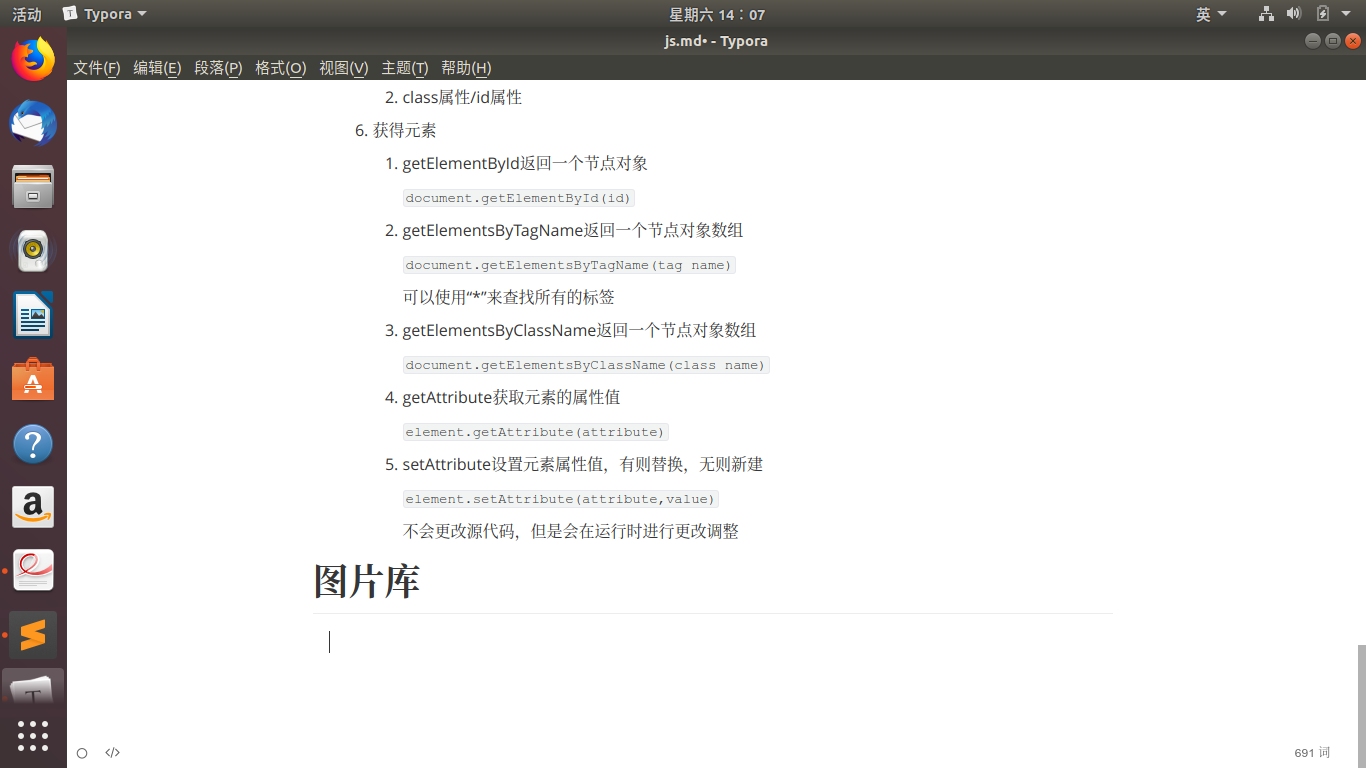 活动 Typora 星期六 14：07 英
js.md• - Typora
文件(F) 编辑(E) 段落(P) 格式(O) 视图(V) 主题(T) 帮助(H)
2. class属性/id属性
6. 获得元素
1. getElementById返回一个节点对象
document.getElementById(id)
2. getElementsByTagName返回一个节点对象数组
document.getElementsByTagName(tag name)
可以使用“*”来查找所有的标签
3. getElementsByClassName返回一个节点对象数组
document.getElementsByClassName(class name)
4. getAttribute获取元素的属性值
element.getAttribute(attribute)
5. setAttribute设置元素属性值，有则替换，无则新建
element.setAttribute(attribute,value)
不会更改源代码，但是会在运行时进行更改调整
图片库
691 词